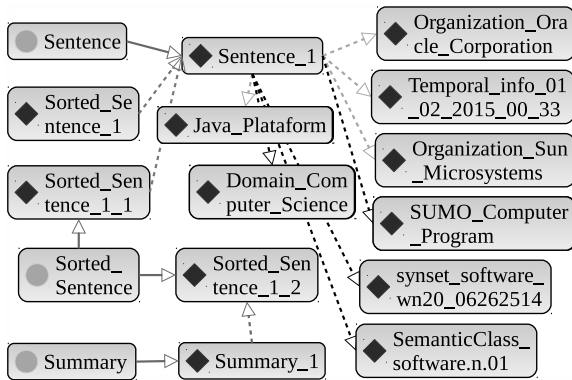 Sentence
Sentence_1
Organization_Ora
cle_Corporation
Sorted_Se
ntence_1
Java_Plataform
Temporal_info_01
_02_2015_00_33
Organization_Sun
_Microsystems
Sorted_Sen
tence_1_1
Domain_Com
puter_Science
SUMO_Computer
_Program
Sorted_
Sentence
Sorted_Sen
tence_1_2
synset_software_
wn20_06262514
Summary
Summary_1
SemanticClass_
software.n.01